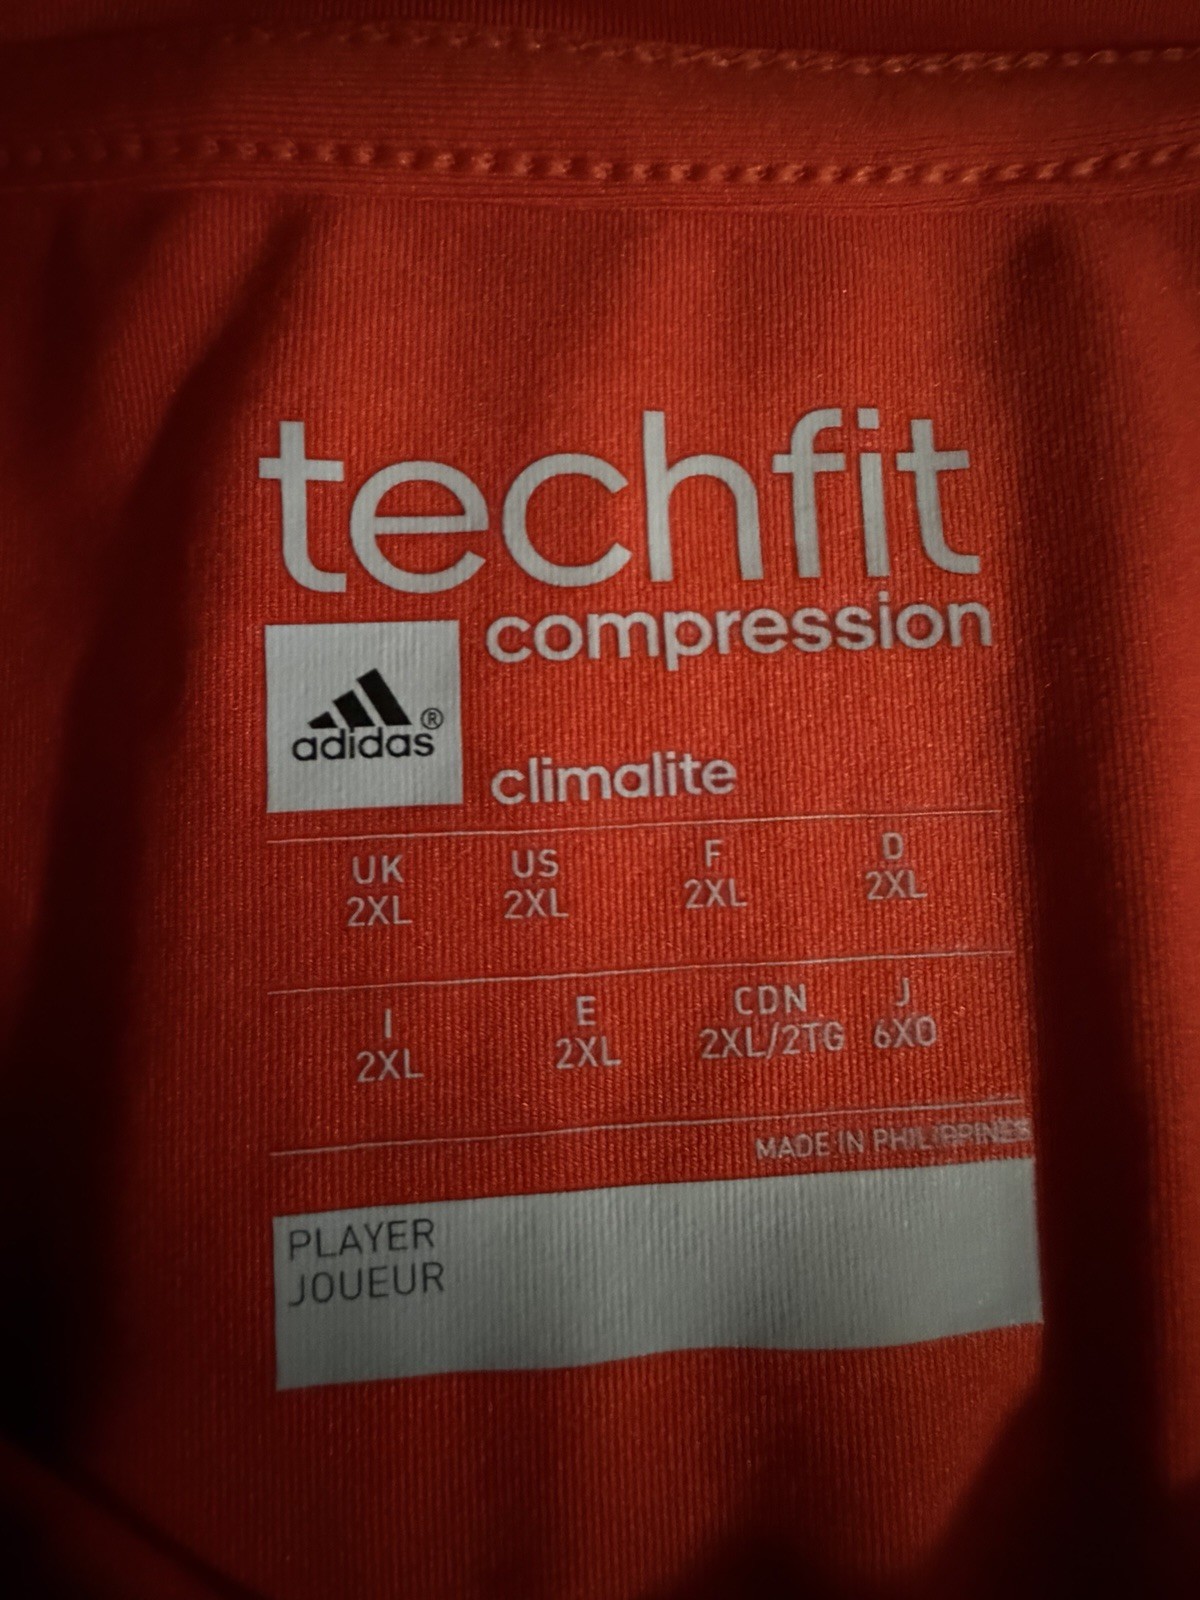 techfit
compression
adidas®
climalite
UK US F D
2XL 2XL 2XL 2XL
I E CDN J
2XL 2XL 2XL/2TG 6XO
MADE IN PHILIPPINES
PLAYER
JOUEUR